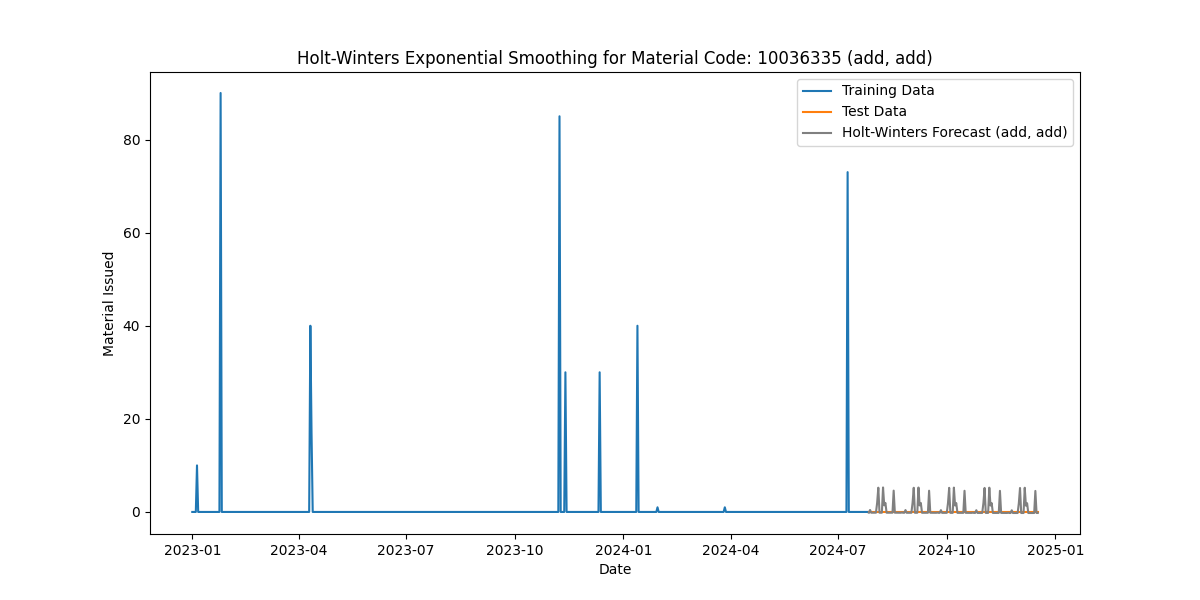 Holt-Winters Exponential Smoothing for Material Code: 10036335 (add, add)
Training Data
Test Data
Holt-Winters Forecast (add, add)
Material Issued
80
60
40
20
0
2023-01 2023-04 2023-07 2023-10 2024-01 2024-04 2024-07 2024-10 2025-01
Date